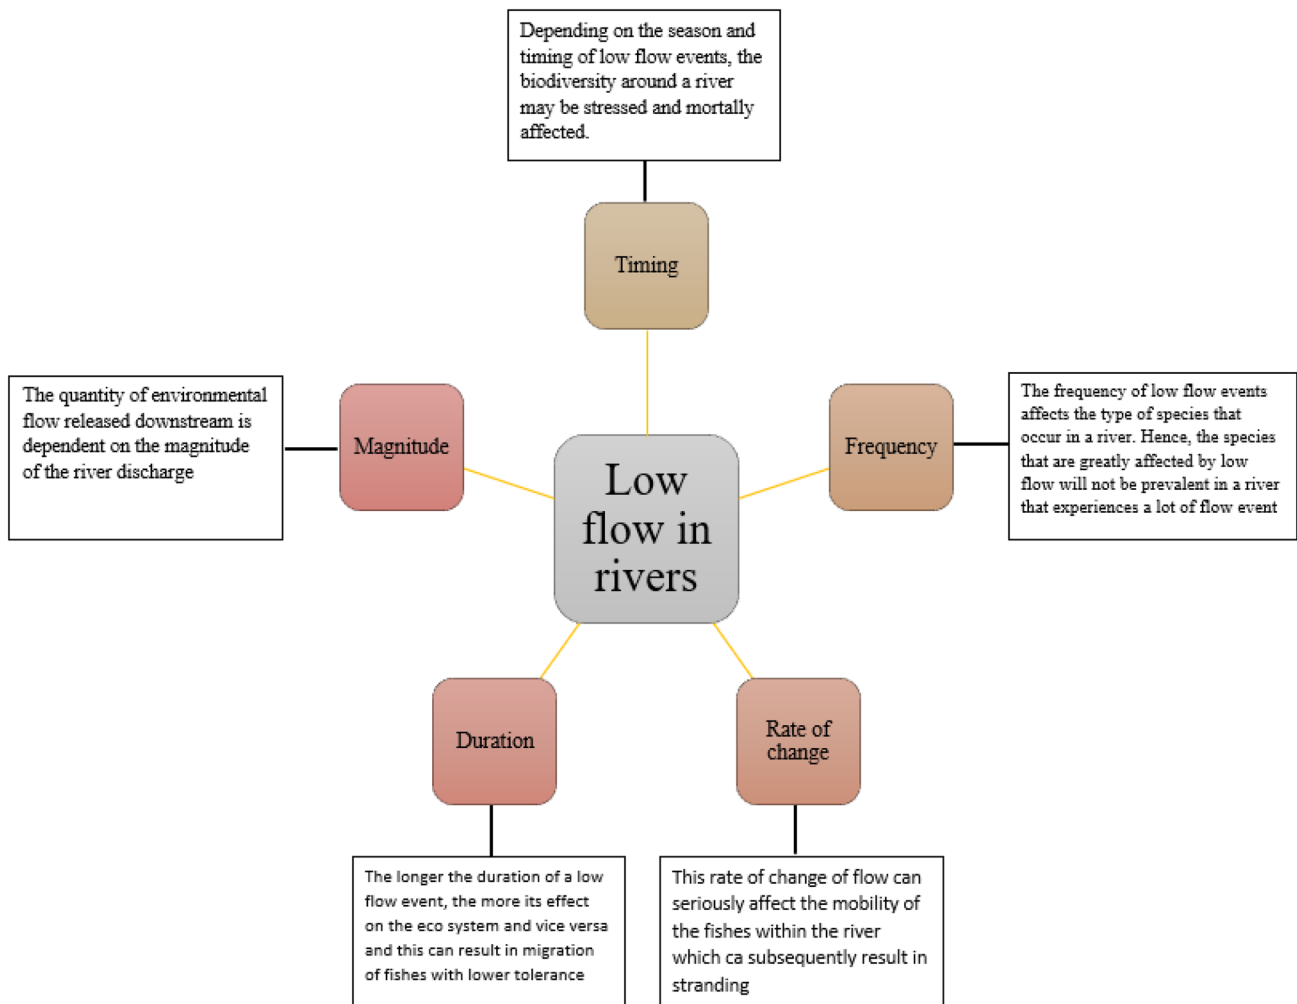 Depending on the season and
timing of low flow events, the
biodiversity around a river
may be stressed and mortally
affected.
Timing
The quantity of environmental
flow released downstream is
dependent on the magnitude
of the river discharge
Magnitude
Frequency
The frequency of low flow events
affects the type of species that
occur in a river. Hence, the species
that are greatly affected by low
flow will not be prevalent in a river
that experiences a lot of flow event
Low
flow in
rivers
Duration
Rate of
change
The longer the duration of a low
flow event, the more its effect
on the eco system and vice versa
and this can result in migration
of fishes with lower tolerance
This rate of change of flow can
seriously affect the mobility of
the fishes within the river
which ca subsequently result in
stranding